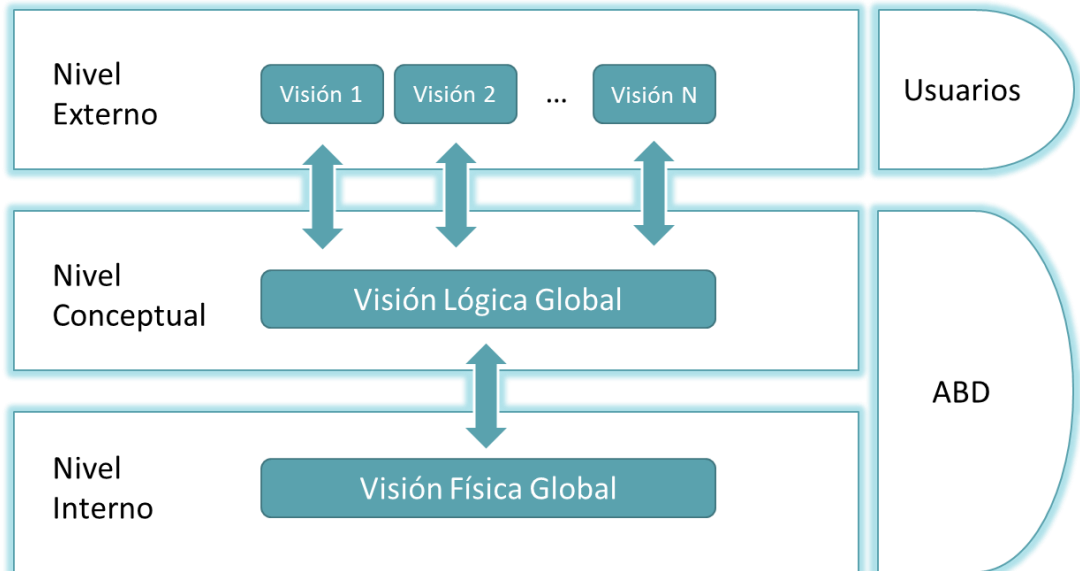 Nivel
Externo
Visión 1
Visión 2
...
Visión N
Usuarios
Nivel
Conceptual
Visión Lógica Global
ABD
Nivel
Interno
Visión Física Global